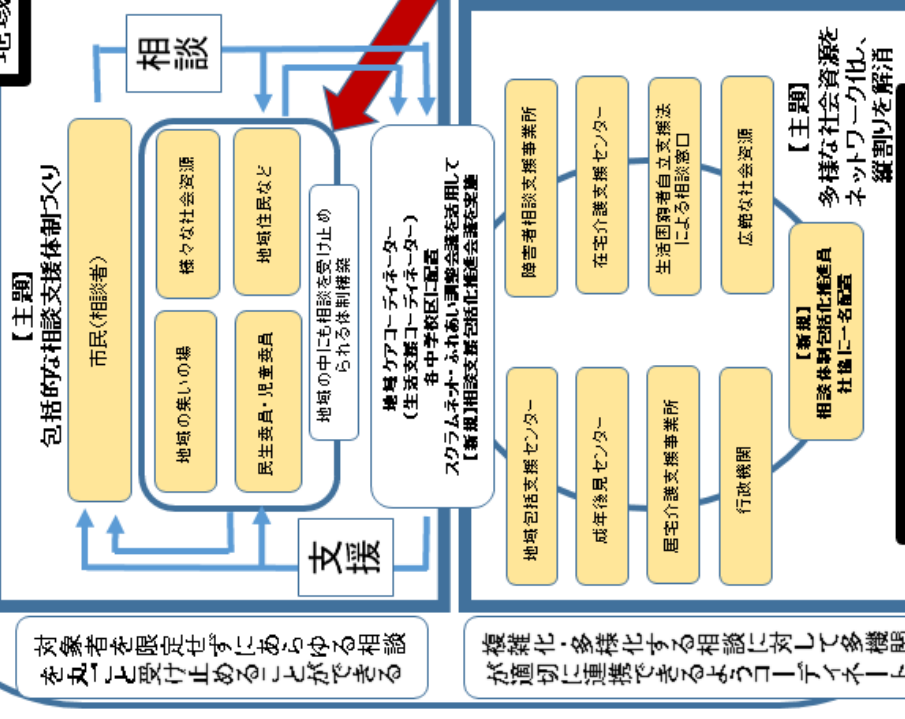 地域
【主題】
包括的な相談支援体制づくり
相談
市民(相談者)
様々な社会資源
地域住民など
地域の集いの場
民生委員・児童委員
地域の中にも相談を受け止め
られる体制構築
支援
地域ケアコーディネーター
(生活支援コーディネーター)
各中学校区に配置
スクラムネット・ふれあい調整会議を活用して
【新規】相談支援包括化推進会議を実施
対象者を限定せずにあらゆる相談
を丸ごと受け止めることができる
障害者相談支援事業所
在宅介護支援センター
生活困窮者自立支援法
による相談窓口
広範な社会資源
地域包括支援センター
成年後見センター
居宅介護支援事業所
行政機関
【新規】
相談体制包括化推進員
社協に一名配置
【主題】
多様な社会資源を
ネットワーク化し、
縦割りを解消
複雑化・多様化する相談に対して多機関
が適切に連携できるようコーディネート